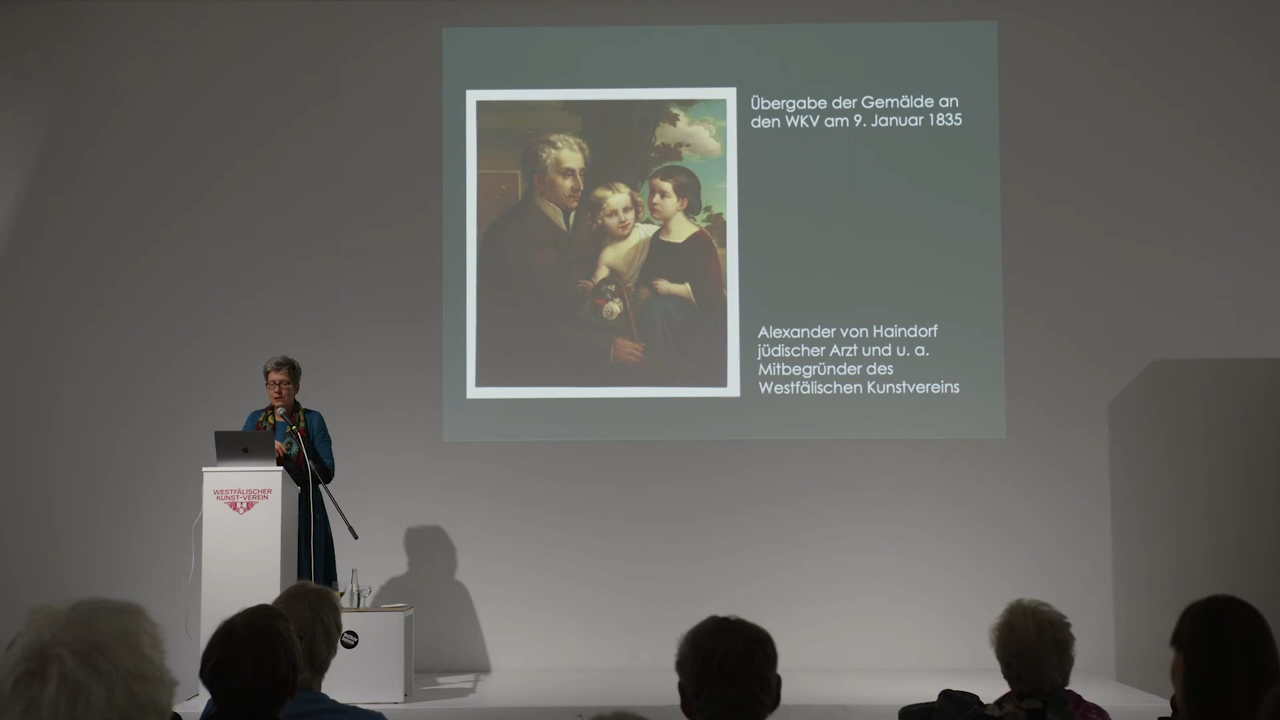 Übergabe der Gemälde an
den WKV am 9. Januar 1835
Alexander von Haindorf
jüdischer Arzt und u. a.
Mitbegründer des
Westfälischen Kunstvereins
WESTFÄLISCHER
KUNST-VEREIN